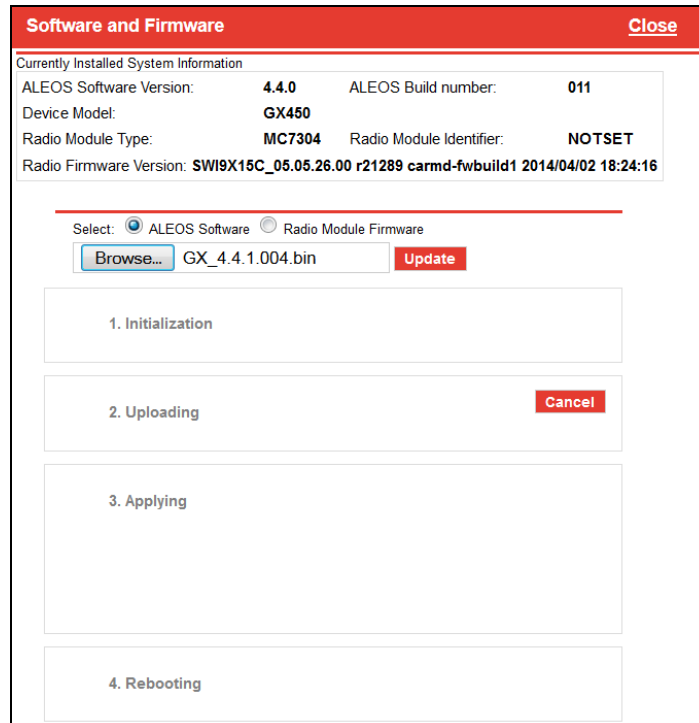 Software and Firmware Close
Currently Installed System Information
ALEOS Software Version: 4.4.0 ALEOS Build number: 011
Device Model: GX450
Radio Module Type: MC7304 Radio Module Identifier: NOTSET
Radio Firmware Version: SWI9X15C_05.05.26.00 r21289 carmd-fwbuild1 2014/04/02 18:24:16
Select: ALEOS Software Radio Module Firmware
Browse... GX_4.4.1.004.bin Update
1. Initialization
2. Uploading Cancel
3. Applying
4. Rebooting